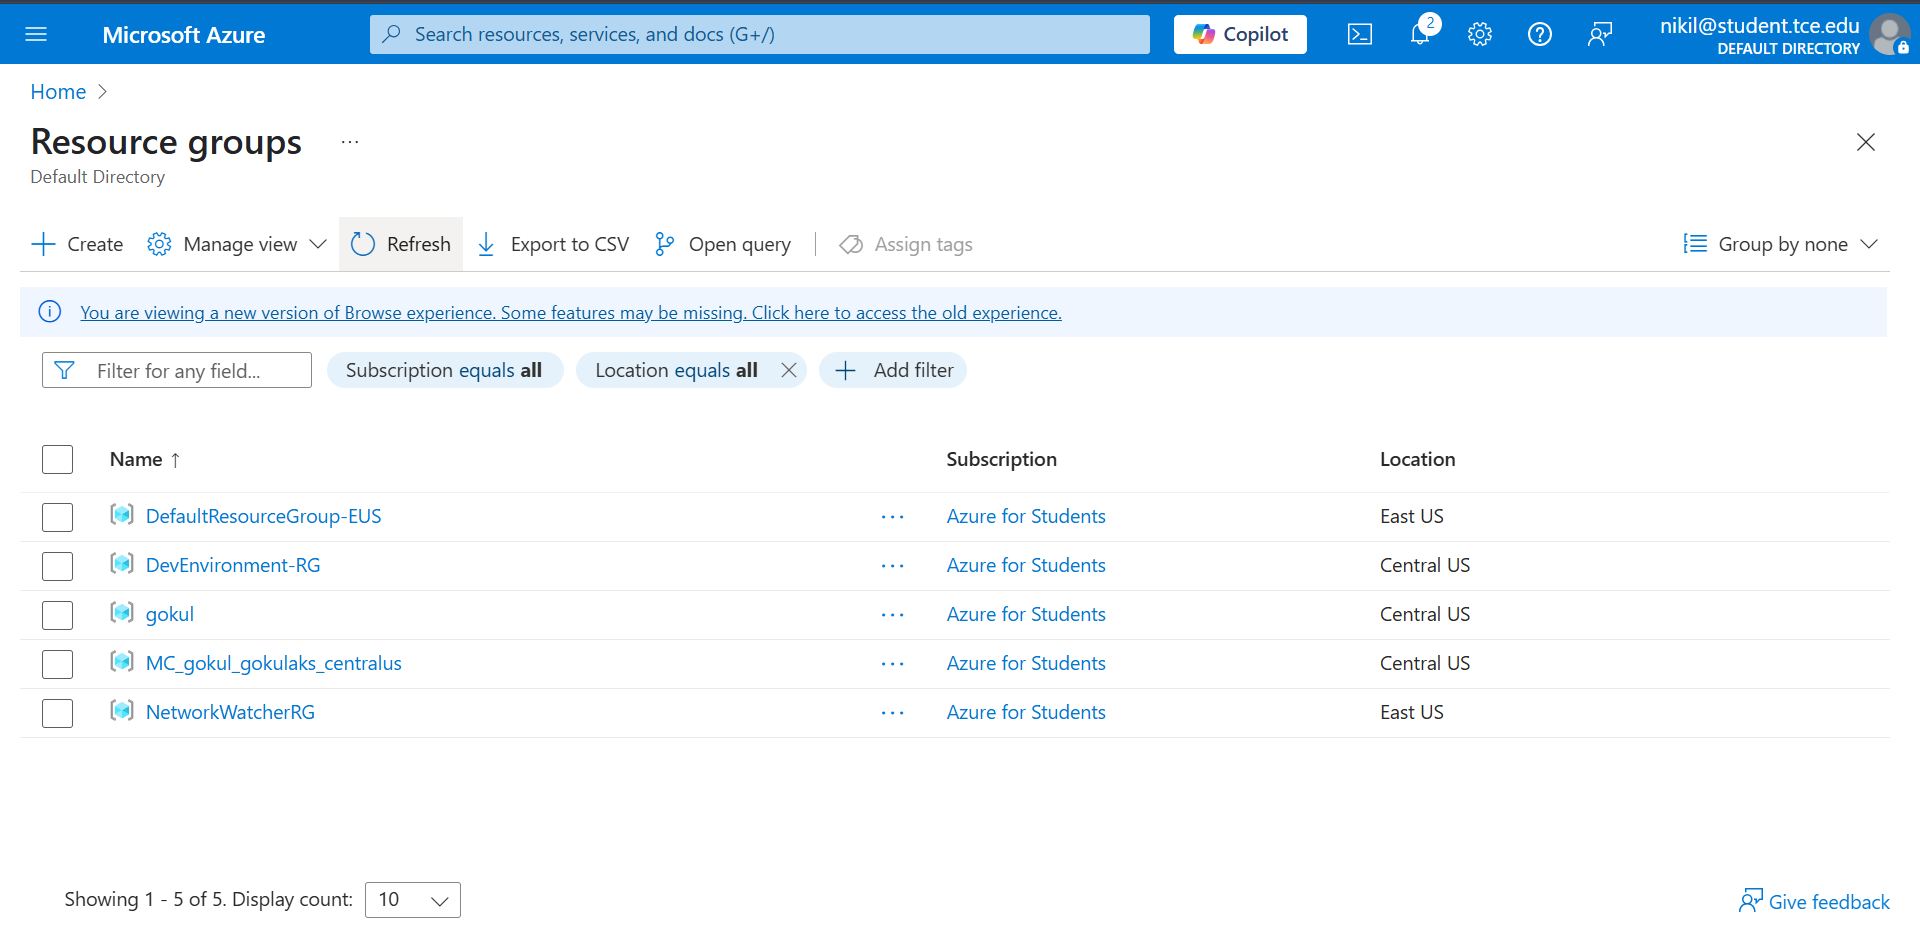 Microsoft Azure
Search resources, services, and docs (G+/)
Copilot
2
nikil@student.tce.edu
DEFAULT DIRECTORY
Home
Resource groups
Default Directory
Create
Manage view
Refresh
Export to CSV
Open query
Assign tags
Group by none
You are viewing a new version of Browse experience. Some features may be missing. Click here to access the old experience.
Filter for any field...
Subscription equals all
Location equals all
Add filter
Name ↑ Subscription Location
DefaultResourceGroup-EUS ... Azure for Students East US
DevEnvironment-RG ... Azure for Students Central US
gokul ... Azure for Students Central US
MC_gokul_gokulaks_centralus ... Azure for Students Central US
NetworkWatcherRG ... Azure for Students East US
Showing 1 - 5 of 5. Display count: 10
Give feedback